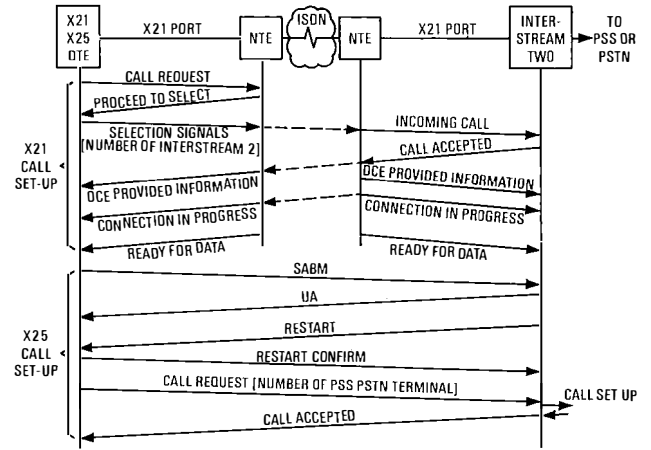 X21
X25
DTE
X21 PORT
NTE
ISDN
NTE
X21 PORT
INTER-
STREAM
TWO
TO
PSS OR
PSTN
CALL REQUEST
PROCEED TO SELECT
SELECTION SIGNALS
[NUMBER OF INTERSTREAM 2]
INCOMING CALL
CALL ACCEPTED
X21
CALL
SET-UP
DCE PROVIDED INFORMATION
DCE PROVIDED INFORMATION
CONNECTION IN PROGRESS
CONNECTION IN PROGRESS
READY FOR DATA
READY FOR DATA
SABM
UA
RESTART
X25
CALL
SET-UP
RESTART CONFIRM
CALL REQUEST [NUMBER OF PSS PSTN TERMINAL]
CALL SET UP
CALL ACCEPTED